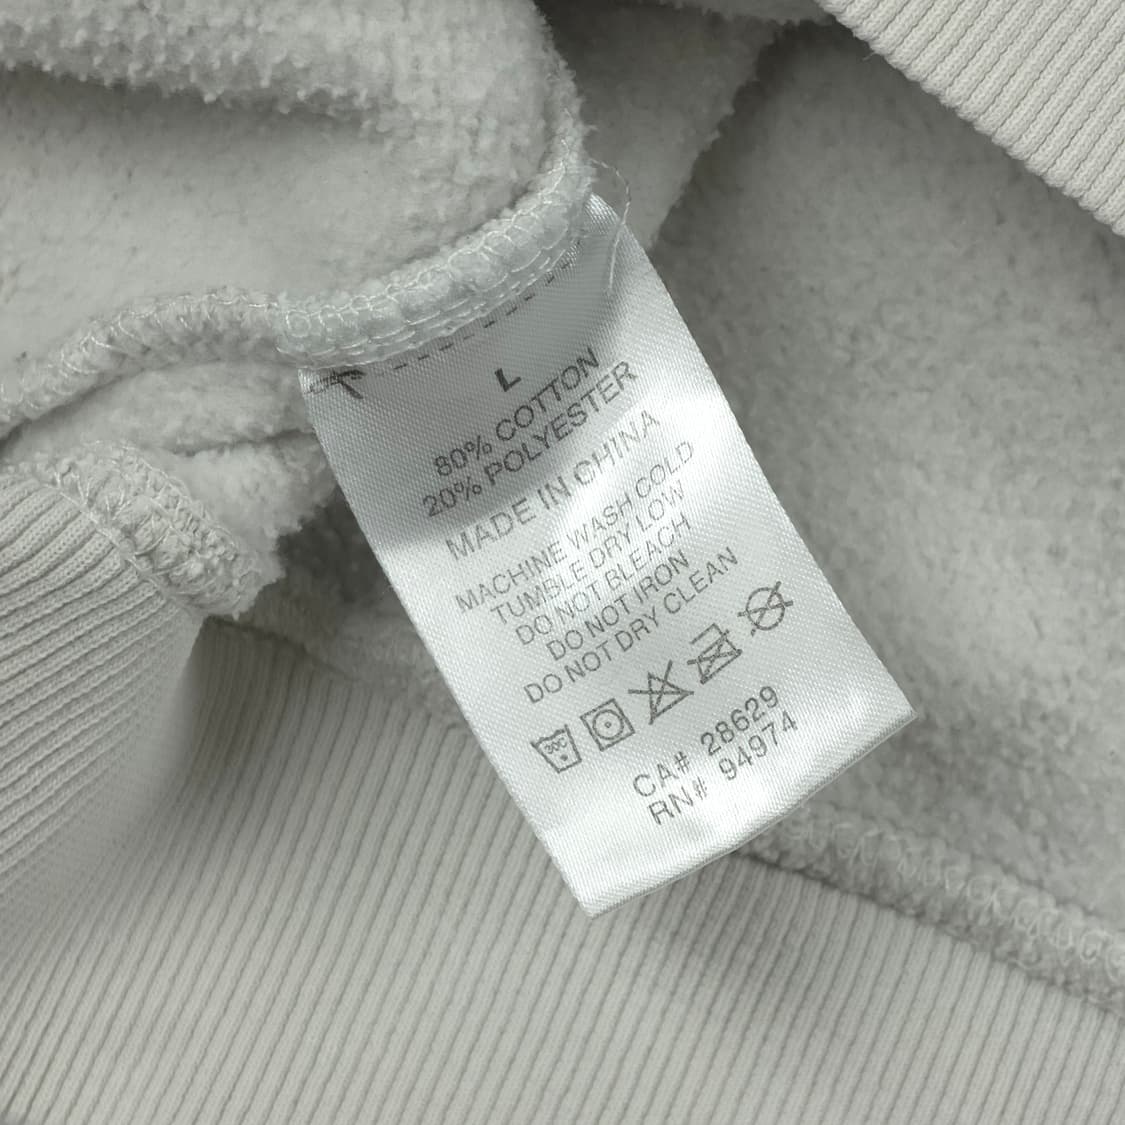 L
80% COTTON
20% POLYESTER
MADE IN CHINA
MACHINE WASH COLD
TUMBLE DRY LOW
DO NOT BLEACH
DO NOT IRON
DO NOT DRY CLEAN
30C
CA# 28629
RN# 94974